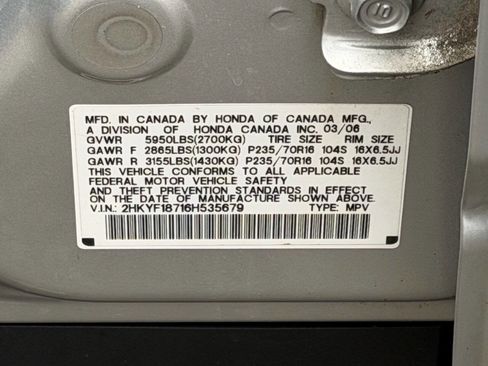 MFD. IN CANADA BY HONDA OF CANADA MFG.,
A DIVISION OF HONDA CANADA INC. 03/06
GVWR 5950LBS(2700KG) TIRE SIZE RIM SIZE
GAWR F 2865LBS(1300KG) P235/70R16 104S 16X6.5JJ
GAWR R 3155LBS(1430KG) P235/70R16 104S 16X6.5JJ
THIS VEHICLE CONFORMS TO ALL APPLICABLE
FEDERAL MOTOR VEHICLE SAFETY
AND THEFT PREVENTION STANDARDS IN EFFECT
ON THE DATE OF MANUFACTURE SHOWN ABOVE.
V.I.N.: 2HKYF18716H535679 TYPE: MPV